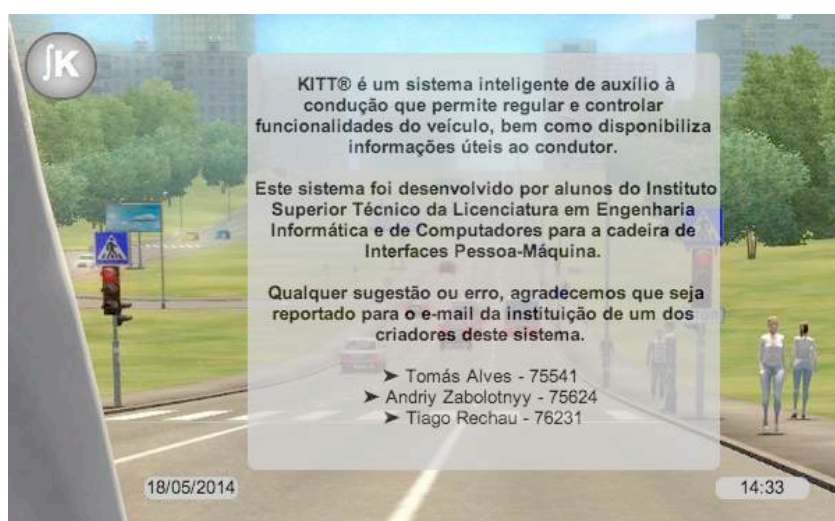 ∫K
KITT® é um sistema inteligente de auxílio à
condução que permite regular e controlar
funcionalidades do veículo, bem como disponibiliza
informações úteis ao condutor.
Este sistema foi desenvolvido por alunos do Instituto
Superior Técnico da Licenciatura em Engenharia
Informática e de Computadores para a cadeira de
Interfaces Pessoa-Máquina.
Qualquer sugestão ou erro, agradecemos que seja
reportado para o e-mail da instituição de um dos
criadores deste sistema.
➤ Tomás Alves - 75541
➤ Andriy Zabolotnyy - 75624
➤ Tiago Rechau - 76231
18/05/2014
14:33